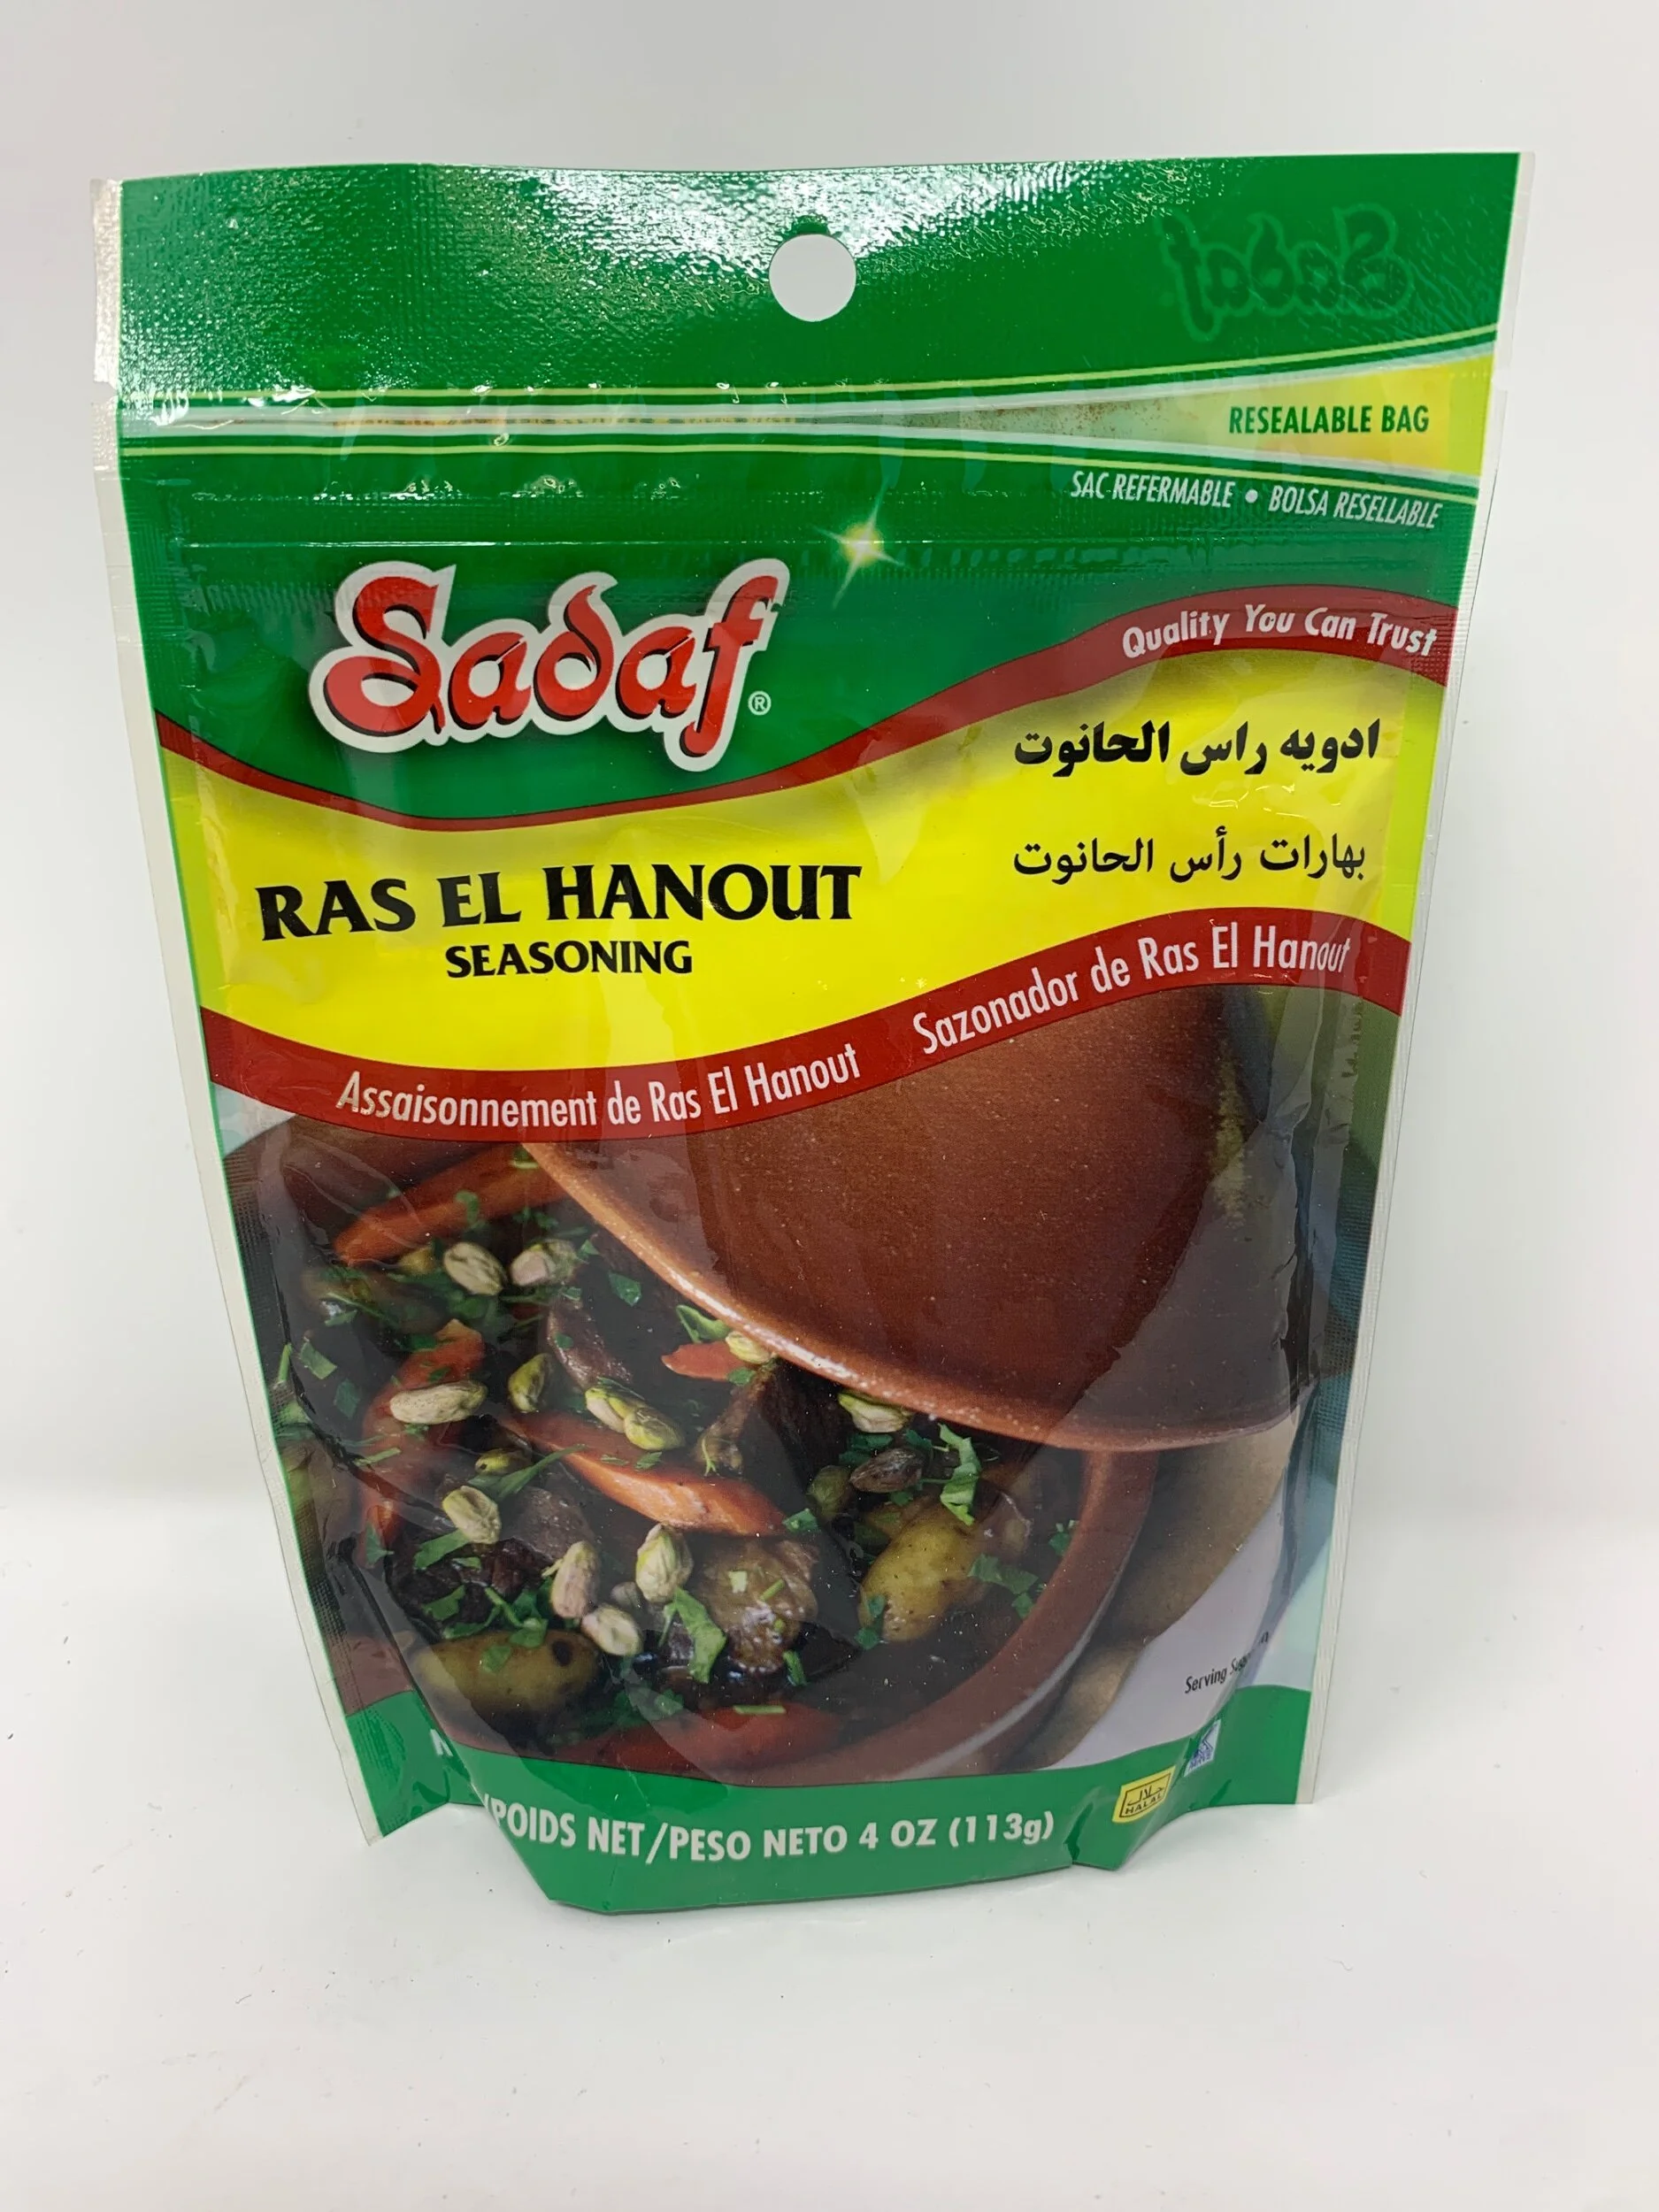 Sadaf
RESEALABLE BAG
SAC REFERMABLE • BOLSA RESELLABLE
Sadaf®
Quality You Can Trust
ادويه راس الحانوت
بهارات رأس الحانوت
RAS EL HANOUT
SEASONING
Assaisonnement de Ras El Hanout
Sazonador de Ras El Hanout
Serving
/POIDS NET/PESO NETO 4 OZ (113g)
حلال
HALAL